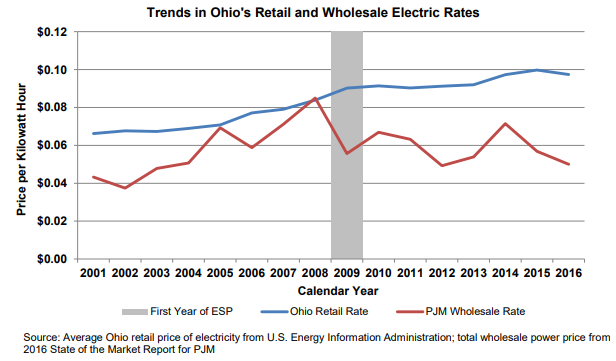 Trends in Ohio's Retail and Wholesale Electric Rates
$0.12
$0.10
$0.08
$0.06
$0.04
$0.02
$0.00
Price per Kilowatt Hour
2001 2002 2003 2004 2005 2006 2007 2008 2009 2010 2011 2012 2013 2014 2015 2016
Calendar Year
First Year of ESP Ohio Retail Rate PJM Wholesale Rate
Source: Average Ohio retail price of electricity from U.S. Energy Information Administration; total wholesale power price from
2016 State of the Market Report for PJM